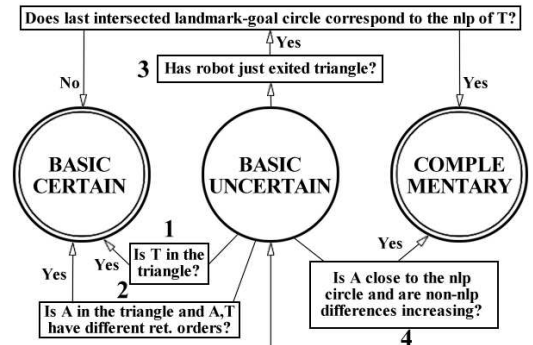 Does last intersected landmark-goal circle correspond to the nlp of T?
Yes
3
Has robot just exited triangle?
No
Yes
BASIC
CERTAIN
BASIC
UNCERTAIN
COMPLE
MENTARY
1
Is T in the
triangle?
Yes
Yes
2
Is A in the triangle and A,T
have different ret. orders?
Yes
Is A close to the nlp
circle and are non-nlp
differences increasing?
4